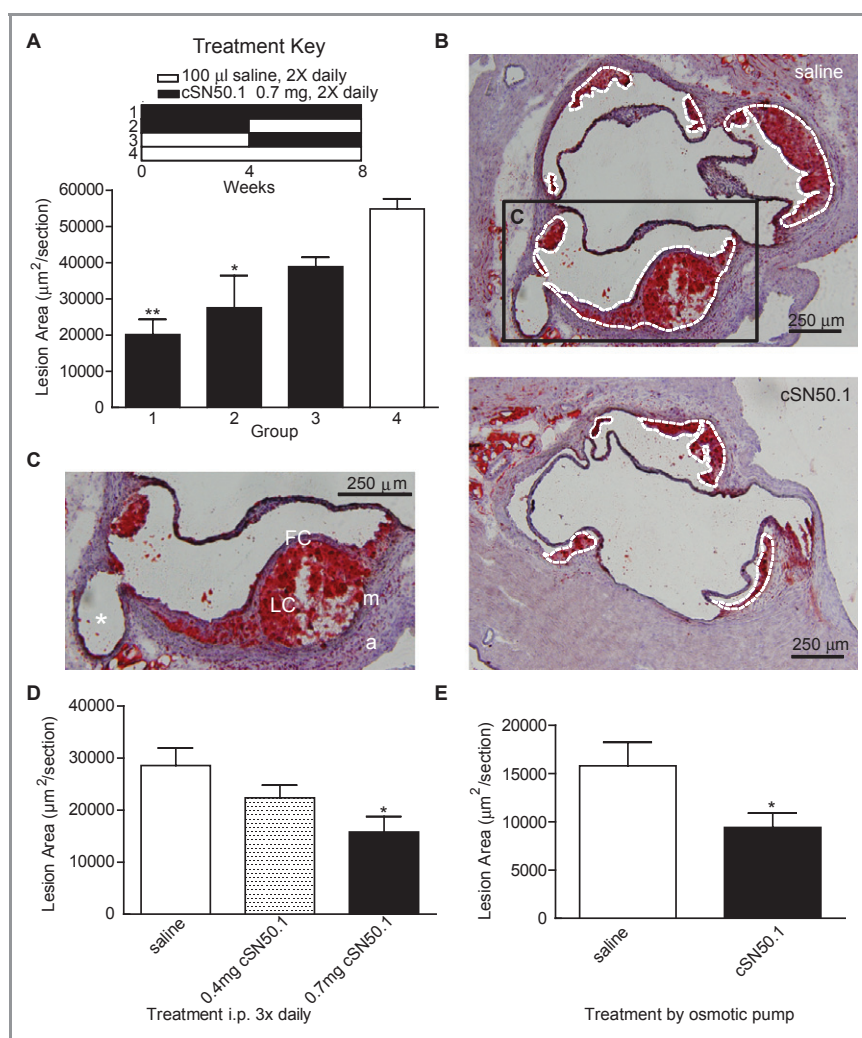 A
Treatment Key
100 µl saline, 2X daily
cSN50.1 0.7 mg, 2X daily
1
2
3
4
0 4 8
Weeks
Lesion Area (µm²/section)
60000
50000
40000
30000
20000
10000
0
**
*
1 2 3 4
Group
B
saline
C
250 µm
cSN50.1
250 µm
C
250 µm
FC
LC
m
a
*
D
Lesion Area (µm²/section)
40000
30000
20000
10000
0
*
saline
0.4mg cSN50.1
0.7mg cSN50.1
Treatment i.p. 3x daily
E
Lesion Area (µm²/section)
20000
15000
10000
5000
0
*
saline
cSN50.1
Treatment by osmotic pump